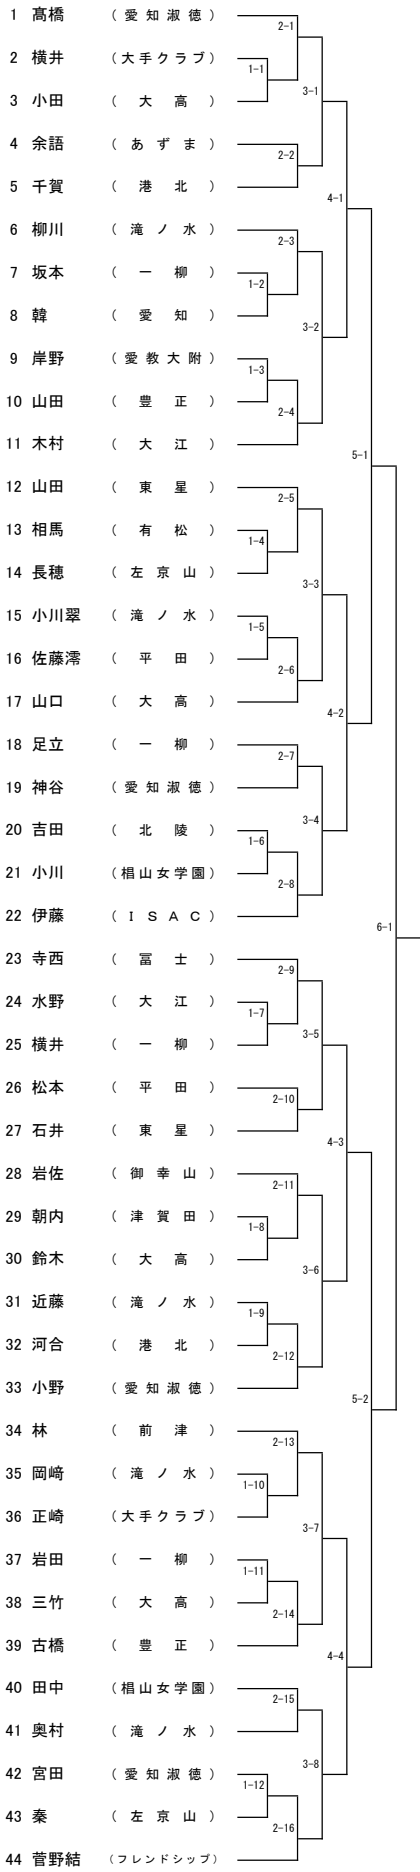 1 髙橋 (愛知淑徳)
2-1
2 横井 (大手クラブ)
1-1
3 小田 (大高)
3-1
4 余語 (あずま)
2-2
5 千賀 (港北)
4-1
6 柳川 (滝ノ水)
2-3
7 坂本 (一柳)
1-2
8 韓 (愛知)
3-2
9 岸野 (愛教大附)
1-3
10 山田 (豊正)
2-4
11 木村 (大江)
5-1
12 山田 (東星)
2-5
13 相馬 (有松)
1-4
14 長穂 (左京山)
3-3
15 小川翠 (滝ノ水)
1-5
16 佐藤澪 (平田)
2-6
17 山口 (大高)
4-2
18 足立 (一柳)
2-7
19 神谷 (愛知淑徳)
3-4
20 吉田 (北陵)
1-6
21 小川 (椙山女学園)
2-8
22 伊藤 (ISAC)
6-1
23 寺西 (冨士)
2-9
24 水野 (大江)
1-7
25 横井 (一柳)
3-5
26 松本 (平田)
2-10
27 石井 (東星)
4-3
28 岩佐 (御幸山)
2-11
29 朝内 (津賀田)
1-8
30 鈴木 (大高)
3-6
31 近藤 (滝ノ水)
1-9
32 河合 (港北)
2-12
33 小野 (愛知淑徳)
5-2
34 林 (前津)
2-13
35 岡﨑 (滝ノ水)
1-10
36 正崎 (大手クラブ)
3-7
37 岩田 (一柳)
1-11
38 三竹 (大高)
2-14
39 古橋 (豊正)
4-4
40 田中 (椙山女学園)
2-15
41 奥村 (滝ノ水)
3-8
42 宮田 (愛知淑徳)
1-12
43 秦 (左京山)
2-16
44 菅野結 (フレンドシップ)